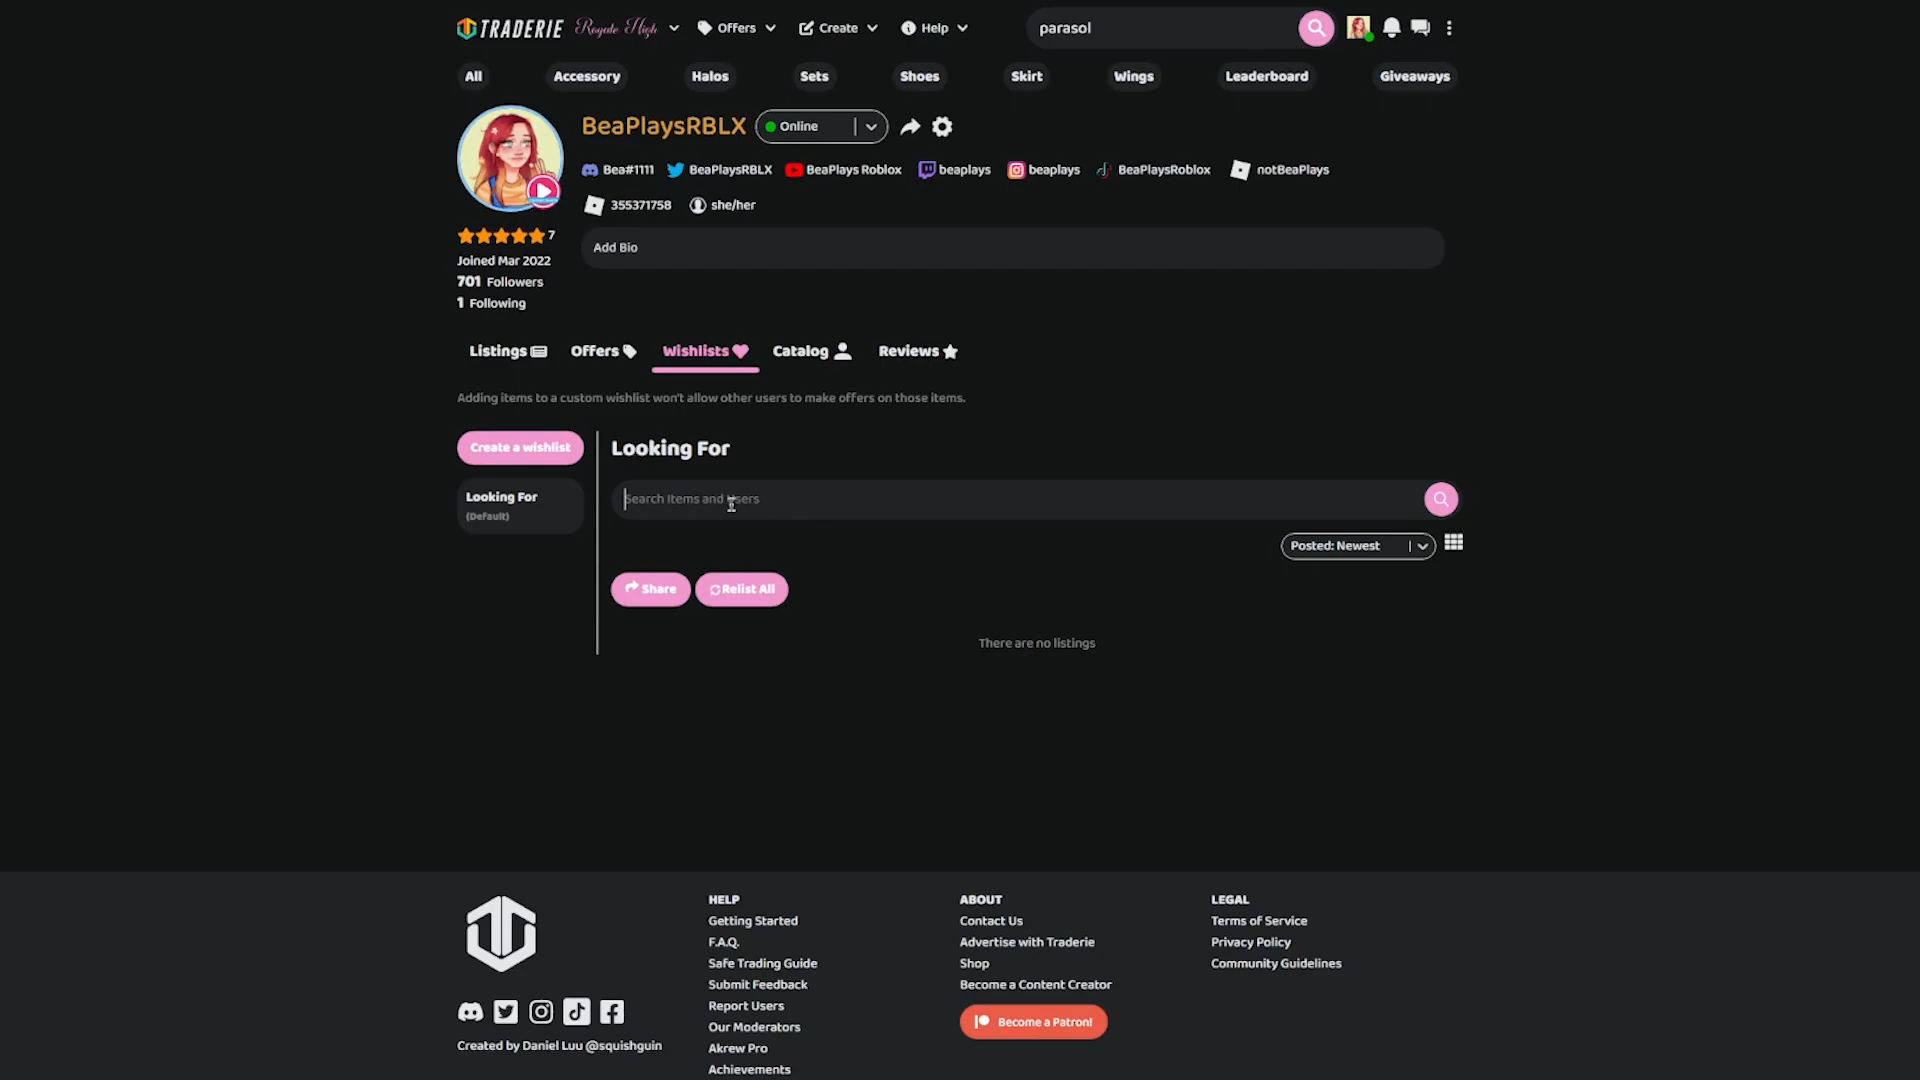 TRADERIE Royale High Offers Create Help parasol
All Accessory Halos Sets Shoes Skirt Wings Leaderboard Giveaways
BeaPlaysRBLX Online
Bea#1111 BeaPlaysRBLX BeaPlays Roblox beaplays beaplays BeaPlaysRoblox notBeaPlays
355371758 she/her
7
Add Bio
Joined Mar 2022
701 Followers
1 Following
Listings Offers Wishlists Catalog Reviews
Adding items to a custom wishlist won't allow other users to make offers on those items.
Create a wishlist
Looking For
Looking For
(Default)
Search Items and Users
Posted: Newest
Share Relist All
There are no listings
HELP
Getting Started
F.A.Q.
Safe Trading Guide
Submit Feedback
Report Users
Our Moderators
Akrew Pro
Achievements
ABOUT
Contact Us
Advertise with Traderie
Shop
Become a Content Creator
Become a Patron!
LEGAL
Terms of Service
Privacy Policy
Community Guidelines
Created by Daniel Luu @squishguin